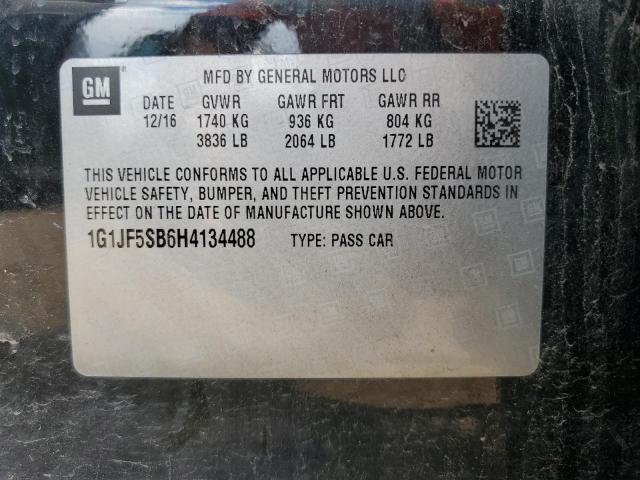 GM ® MFD BY GENERAL MOTORS LLC
DATE GVWR GAWR FRT GAWR RR
12/16 1740 KG 936 KG 804 KG
3836 LB 2064 LB 1772 LB
THIS VEHICLE CONFORMS TO ALL APPLICABLE U.S. FEDERAL MOTOR
VEHICLE SAFETY, BUMPER, AND THEFT PREVENTION STANDARDS IN
EFFECT ON THE DATE OF MANUFACTURE SHOWN ABOVE.
1G1JF5SB6H4134488 TYPE: PASS CAR